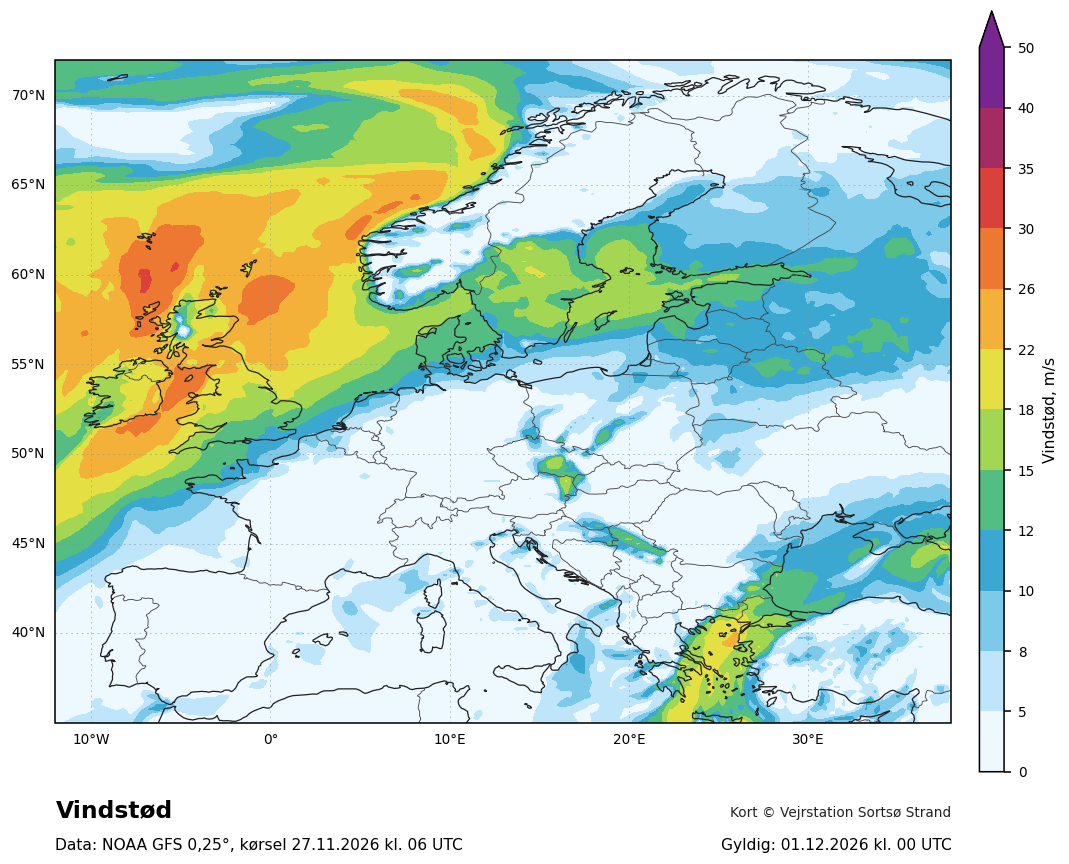 50
40
35
30
26
22
18
15
12
10
8
5
0
Vindstød, m/s
70°N
65°N
60°N
55°N
50°N
45°N
40°N
10°W
0°
10°E
20°E
30°E
Vindstød
Kort © Vejrstation Sortsø Strand
Data: NOAA GFS 0,25°, kørsel 27.11.2026 kl. 06 UTC
Gyldig: 01.12.2026 kl. 00 UTC